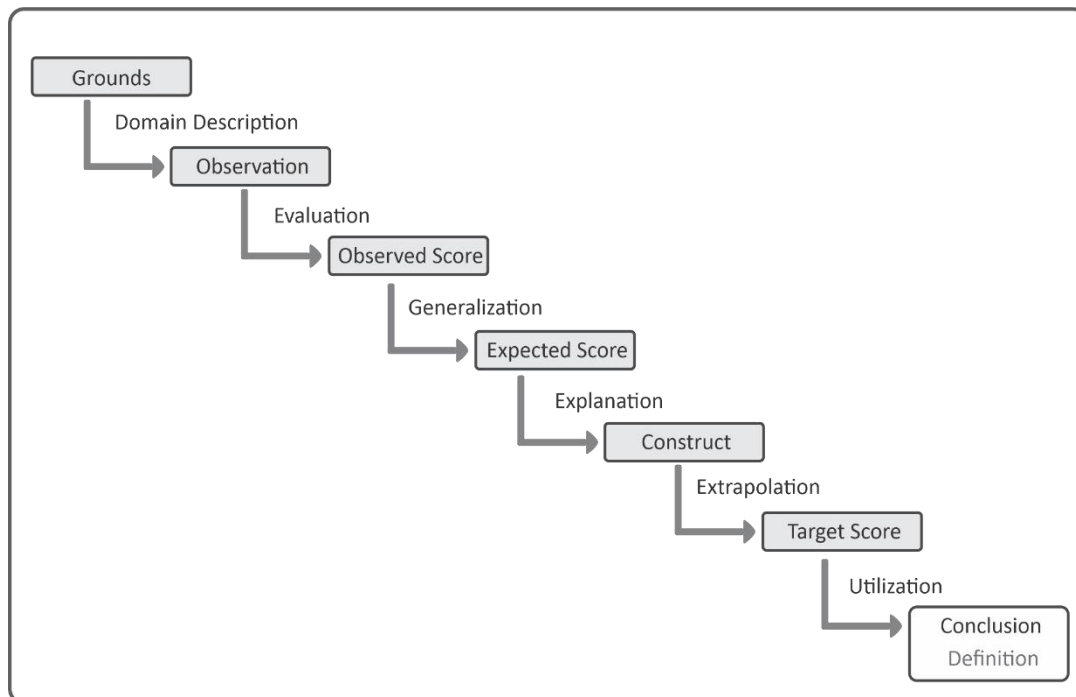 Grounds
Domain Description
Observation
Evaluation
Observed Score
Generalization
Expected Score
Explanation
Construct
Extrapolation
Target Score
Utilization
Conclusion
Definition